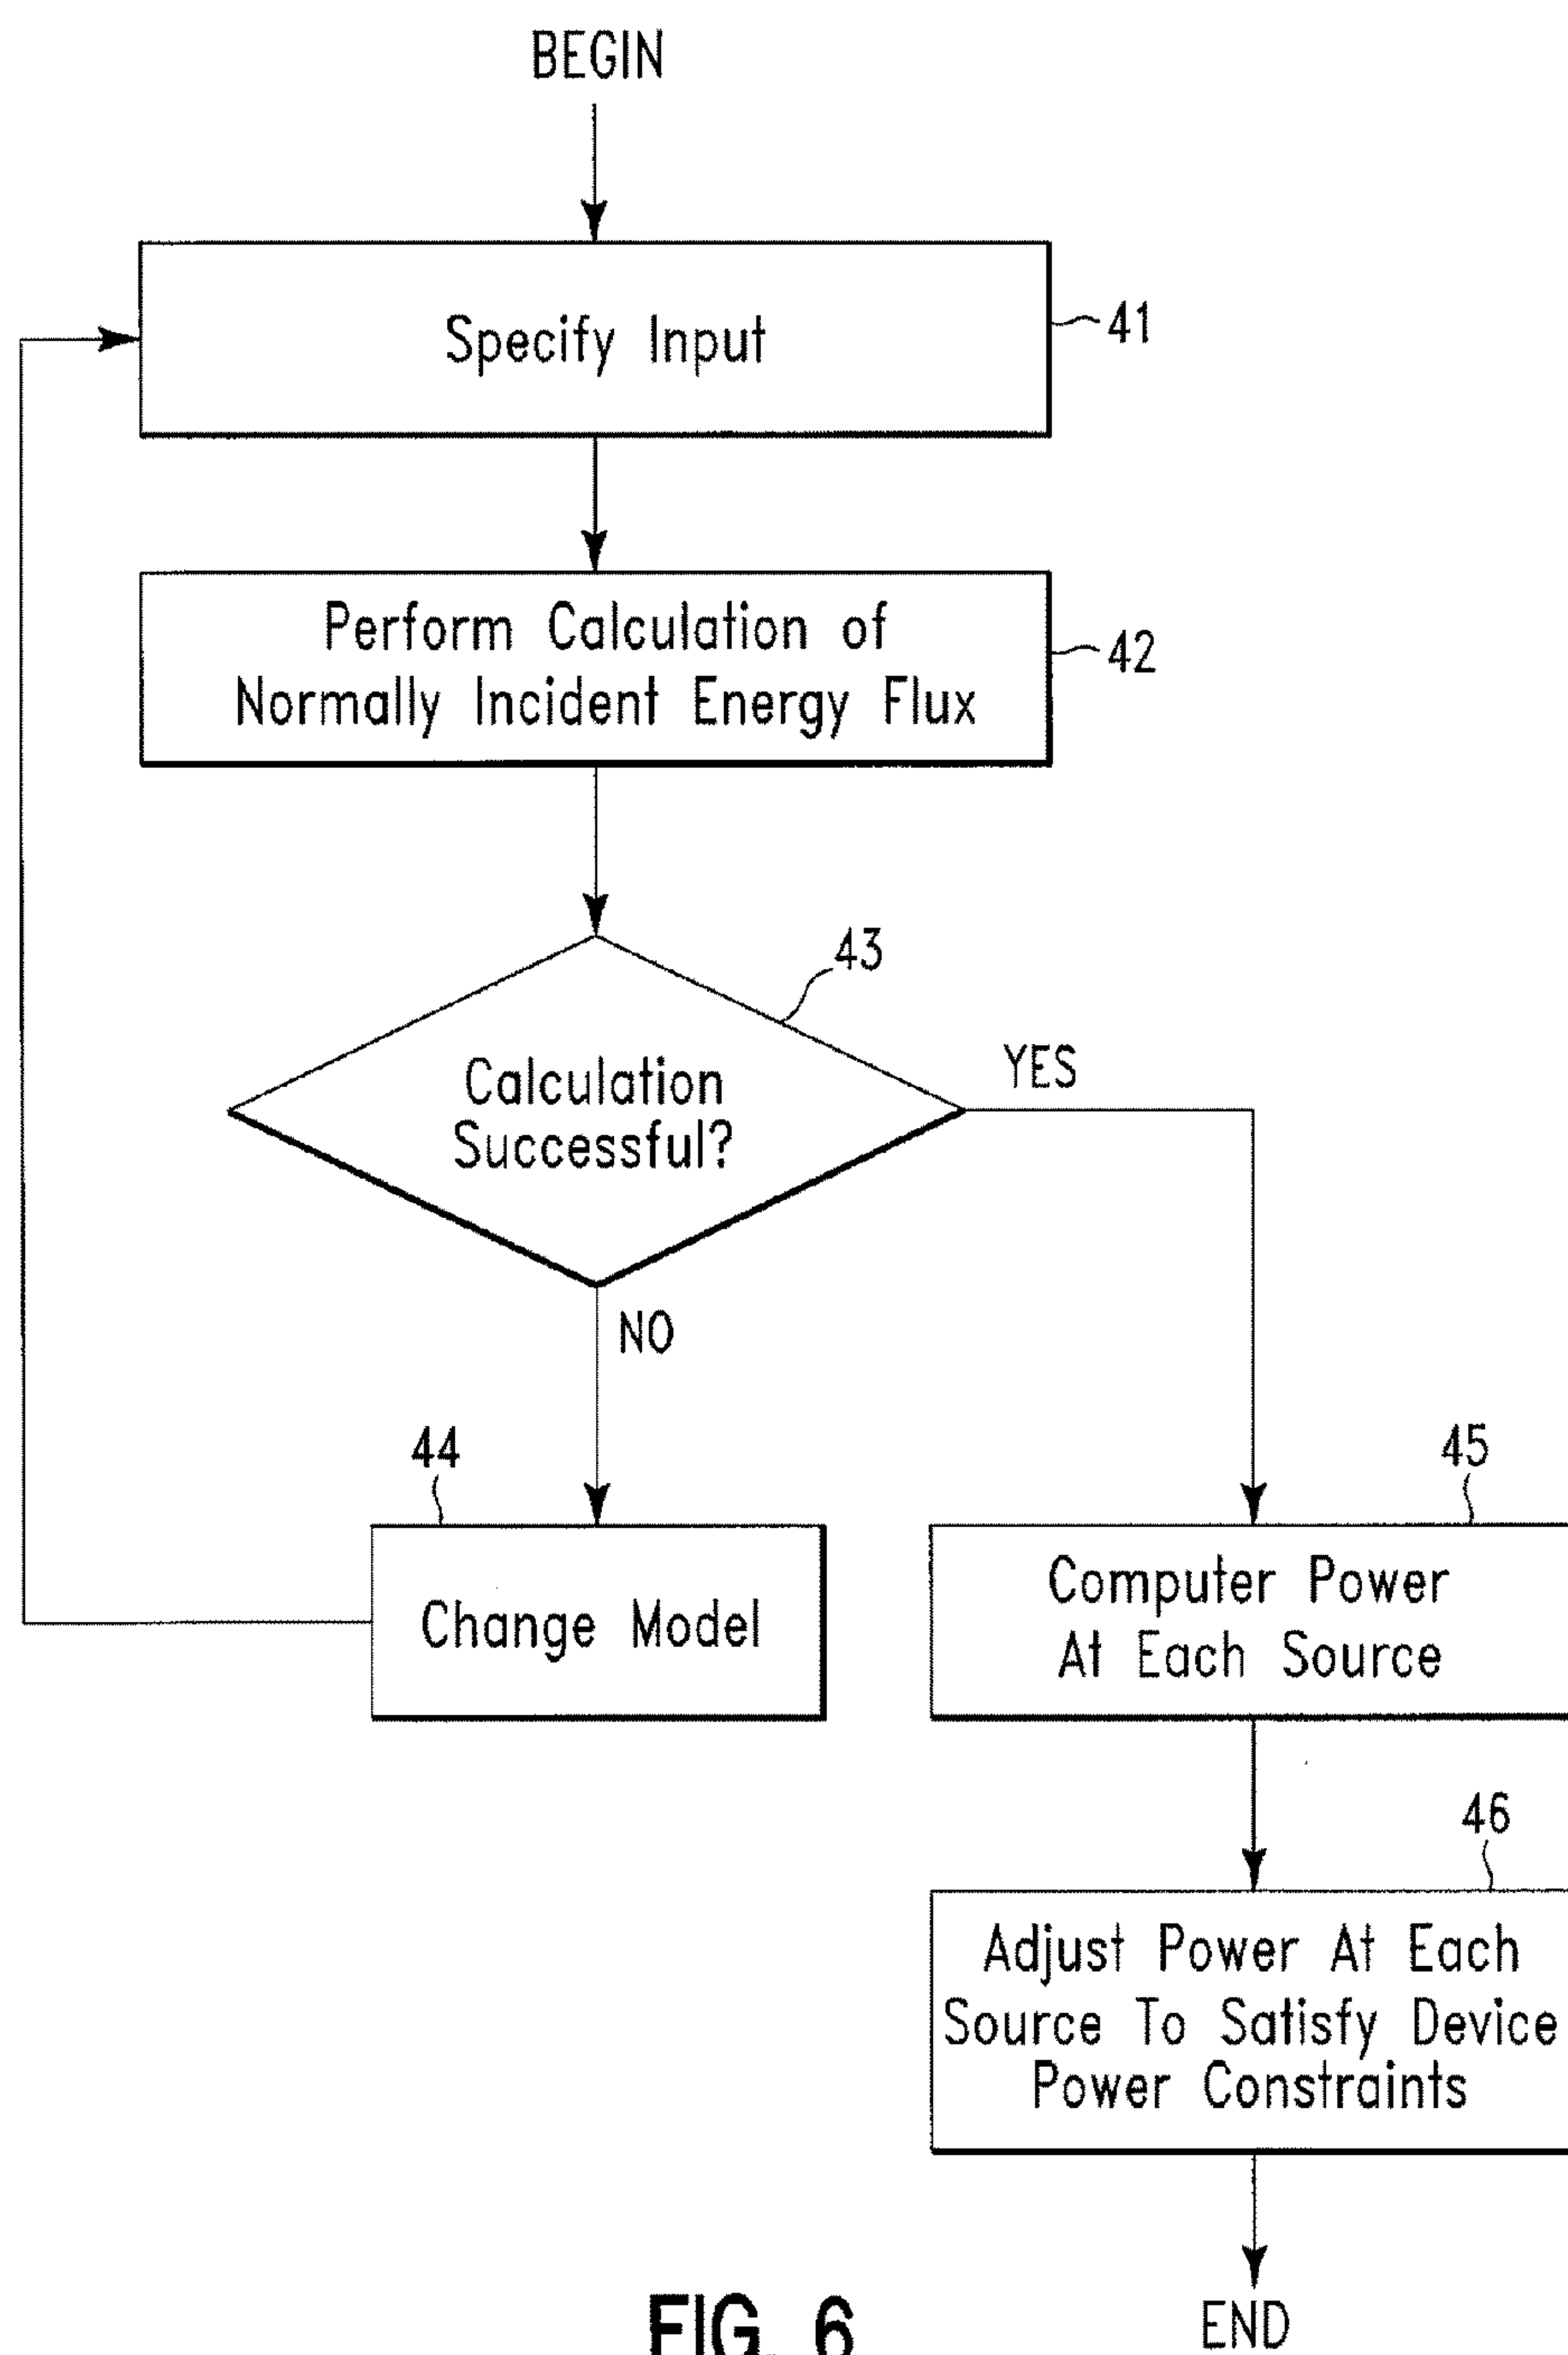 BEGIN
Specify Input
41
Perform Calculation of
Normally Incident Energy Flux
42
43
Calculation
Successful?
YES
NO
44
Change Model
45
Computer Power
At Each Source
46
Adjust Power At Each
Source To Satisfy Device
Power Constraints
END
FIG. 6